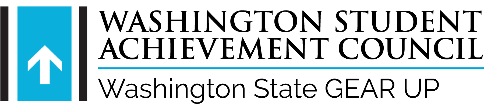 WASHINGTON STUDENT
ACHIEVEMENT COUNCIL
Washington State GEAR UP